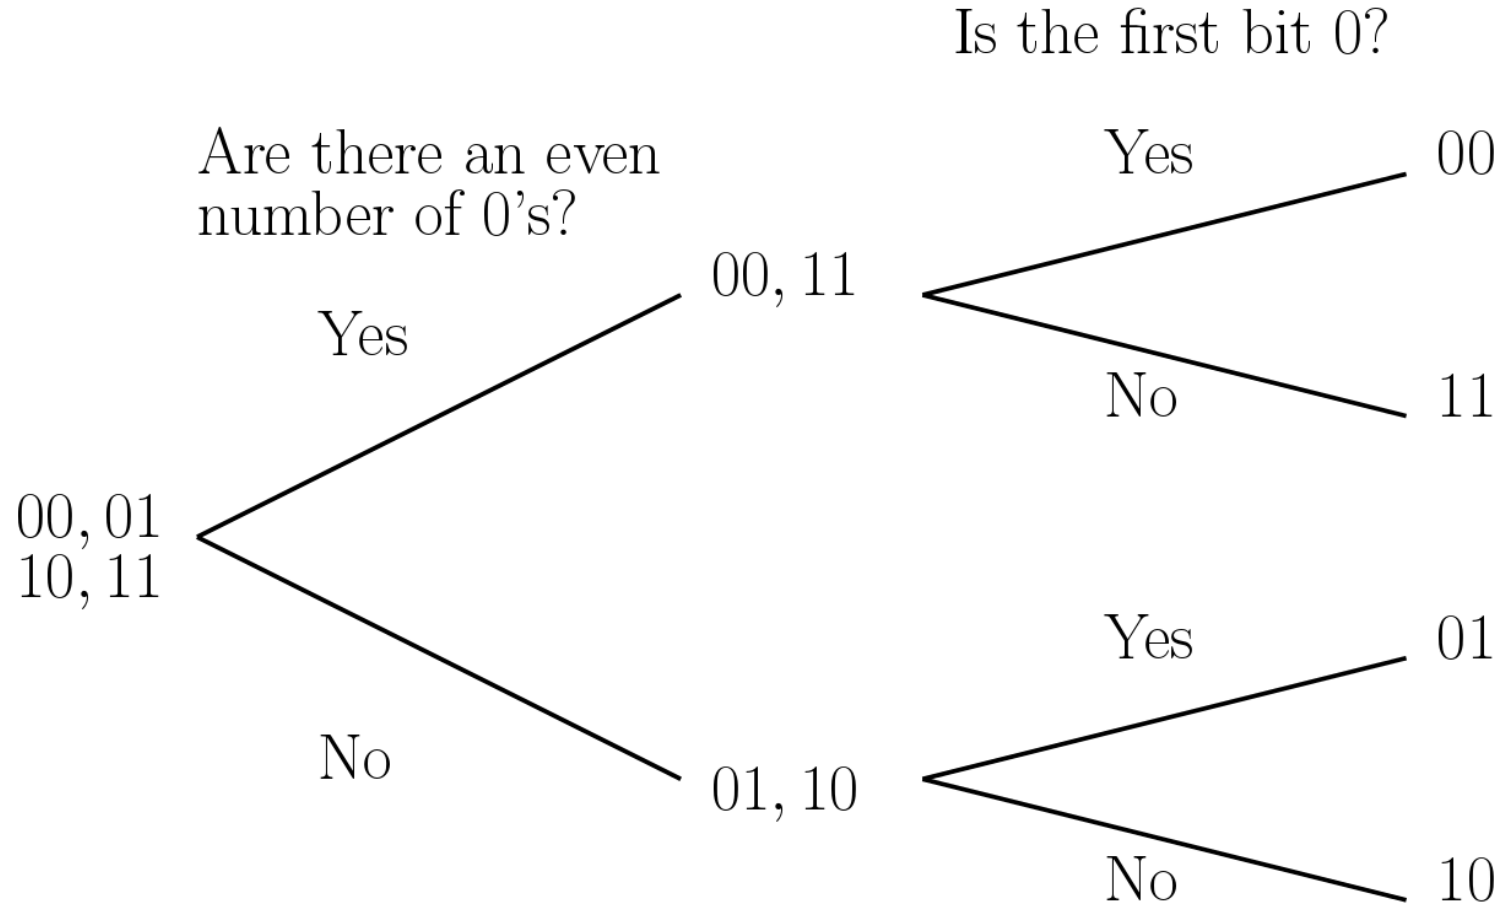 Is the first bit 0?
Are there an even
number of 0's?
Yes
00
00, 11
Yes
No
11
00, 01
10, 11
Yes
01
No
01, 10
No
10